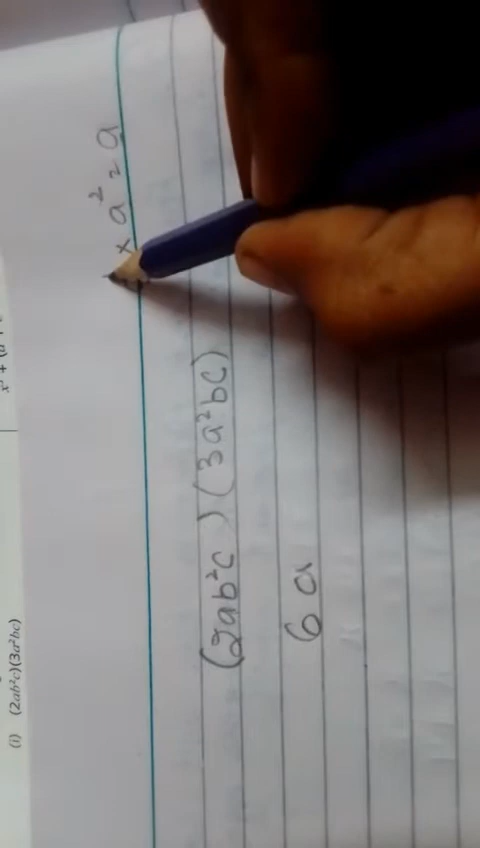 (i) (2ab²c)(3a²bc)
x a² = a
(2ab²c)(3a²bc)
6a